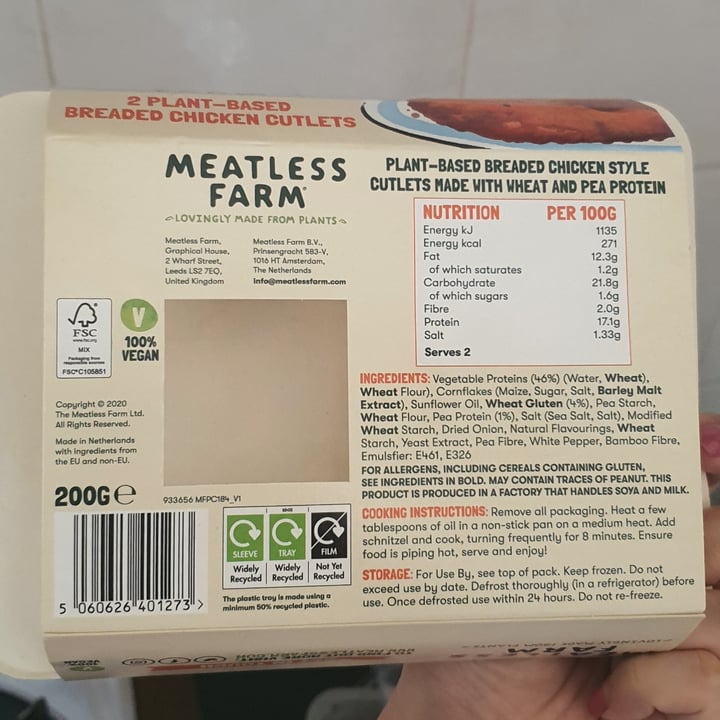 2 PLANT-BASED
BREADED CHICKEN CUTLETS
MEATLESS
FARM
LOVINGLY MADE FROM PLANTS
Meatless Farm,
Graphical House,
2 Wharf Street,
Leeds LS2 7EQ,
United Kingdom
Meatless Farm B.V.,
Prinsengracht 583-V,
1016 HT Amsterdam,
The Netherlands
info@meatlessfarm.com
FSC
www.fsc.org
MIX
Packaging from
responsible sources
FSC® C105851
V
100%
VEGAN
Copyright © 2020
The Meatless Farm Ltd.
All Rights Reserved.
Made in Netherlands
with ingredients from
the EU and non-EU.
200G e
933656 MFPC184_V1
5 060626 401273 >
SLEEVE
Widely
Recycled
RINSE
TRAY
Widely
Recycled
FILM
Not Yet
Recycled
The plastic tray is made using a
minimum 50% recycled plastic.
PLANT-BASED BREADED CHICKEN STYLE
CUTLETS MADE WITH WHEAT AND PEA PROTEIN
NUTRITION PER 100G
Energy kJ 1135
Energy kcal 271
Fat 12.3g
of which saturates 1.2g
Carbohydrate 21.8g
of which sugars 1.6g
Fibre 2.0g
Protein 17.1g
Salt 1.33g
Serves 2
INGREDIENTS: Vegetable Proteins (46%) (Water, Wheat),
Wheat Flour), Cornflakes (Maize, Sugar, Salt, Barley Malt
Extract), Sunflower Oil, Wheat Gluten (4%), Pea Starch,
Wheat Flour, Pea Protein (1%), Salt (Sea Salt, Salt), Modified
Wheat Starch, Dried Onion, Natural Flavourings, Wheat
Starch, Yeast Extract, Pea Fibre, White Pepper, Bamboo Fibre,
Emulsifier: E461, E326
FOR ALLERGENS, INCLUDING CEREALS CONTAINING GLUTEN,
SEE INGREDIENTS IN BOLD. MAY CONTAIN TRACES OF PEANUT. THIS
PRODUCT IS PRODUCED IN A FACTORY THAT HANDLES SOYA AND MILK.
COOKING INSTRUCTIONS: Remove all packaging. Heat a few
tablespoons of oil in a non-stick pan on a medium heat. Add
schnitzel and cook, turning frequently for 8 minutes. Ensure
food is piping hot, serve and enjoy!
STORAGE: For Use By, see top of pack. Keep frozen. Do not
exceed use by date. Defrost thoroughly (in a refrigerator) before
use. Once defrosted use within 24 hours. Do not re-freeze.